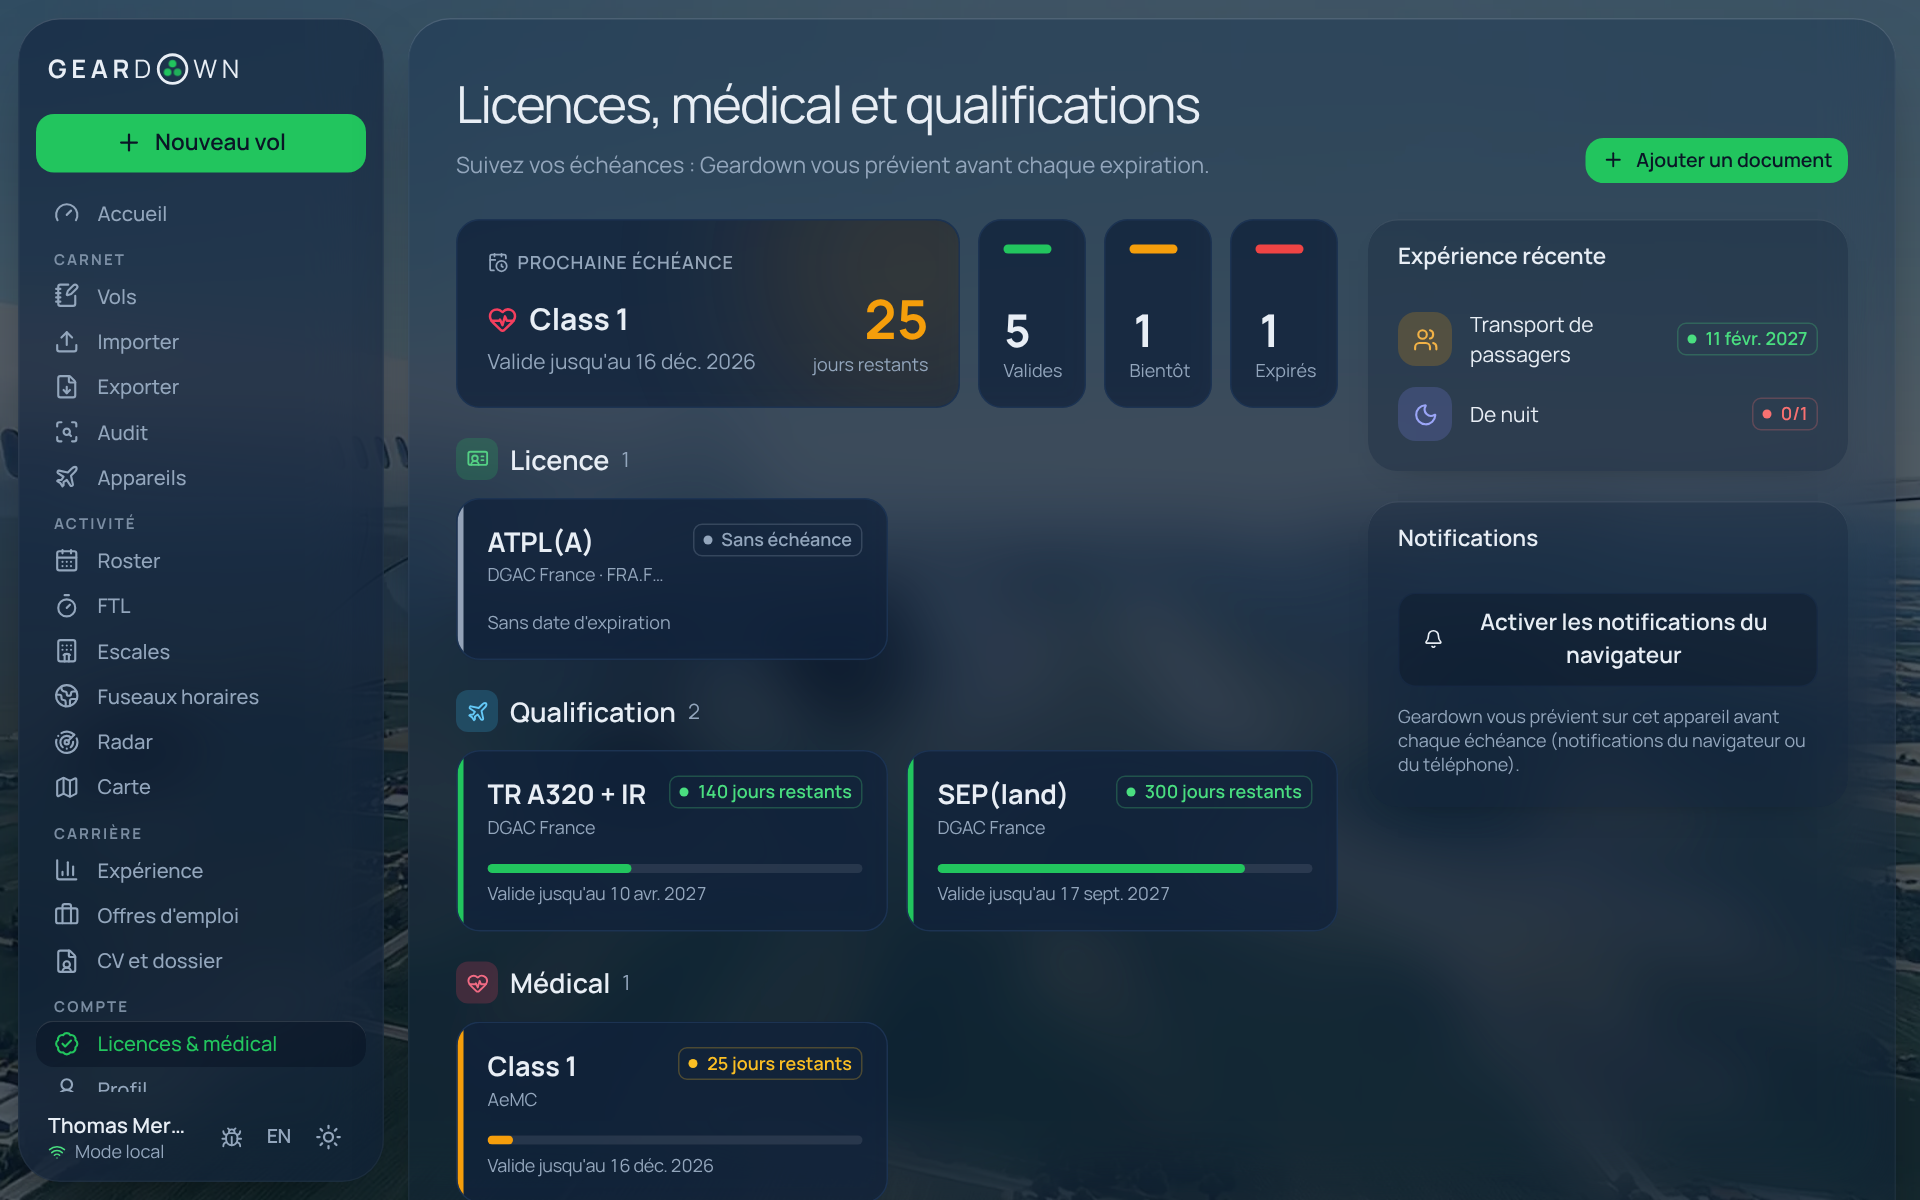 GEARDOWN
Nouveau vol
Accueil
CARNET
Vols
Importer
Exporter
Audit
Appareils
ACTIVITÉ
Roster
FTL
Escales
Fuseaux horaires
Radar
Carte
CARRIÈRE
Expérience
Offres d'emploi
CV et dossier
COMPTE
Licences & médical
Profil
Thomas Mer...
Mode local
EN
Licences, médical et qualifications
Suivez vos échéances : Geardown vous prévient avant chaque expiration.
Ajouter un document
PROCHAINE ÉCHÉANCE
Class 1
Valide jusqu'au 16 déc. 2026
25
jours restants
5
Valides
1
Bientôt
1
Expirés
Licence 1
ATPL(A)
Sans échéance
DGAC France · FRA.F...
Sans date d'expiration
Qualification 2
TR A320 + IR
140 jours restants
DGAC France
Valide jusqu'au 10 avr. 2027
SEP(land)
300 jours restants
DGAC France
Valide jusqu'au 17 sept. 2027
Médical 1
Class 1
25 jours restants
AeMC
Valide jusqu'au 16 déc. 2026
Expérience récente
Transport de
passagers
11 févr. 2027
De nuit
0/1
Notifications
Activer les notifications du
navigateur
Geardown vous prévient sur cet appareil avant
chaque échéance (notifications du navigateur ou
du téléphone).